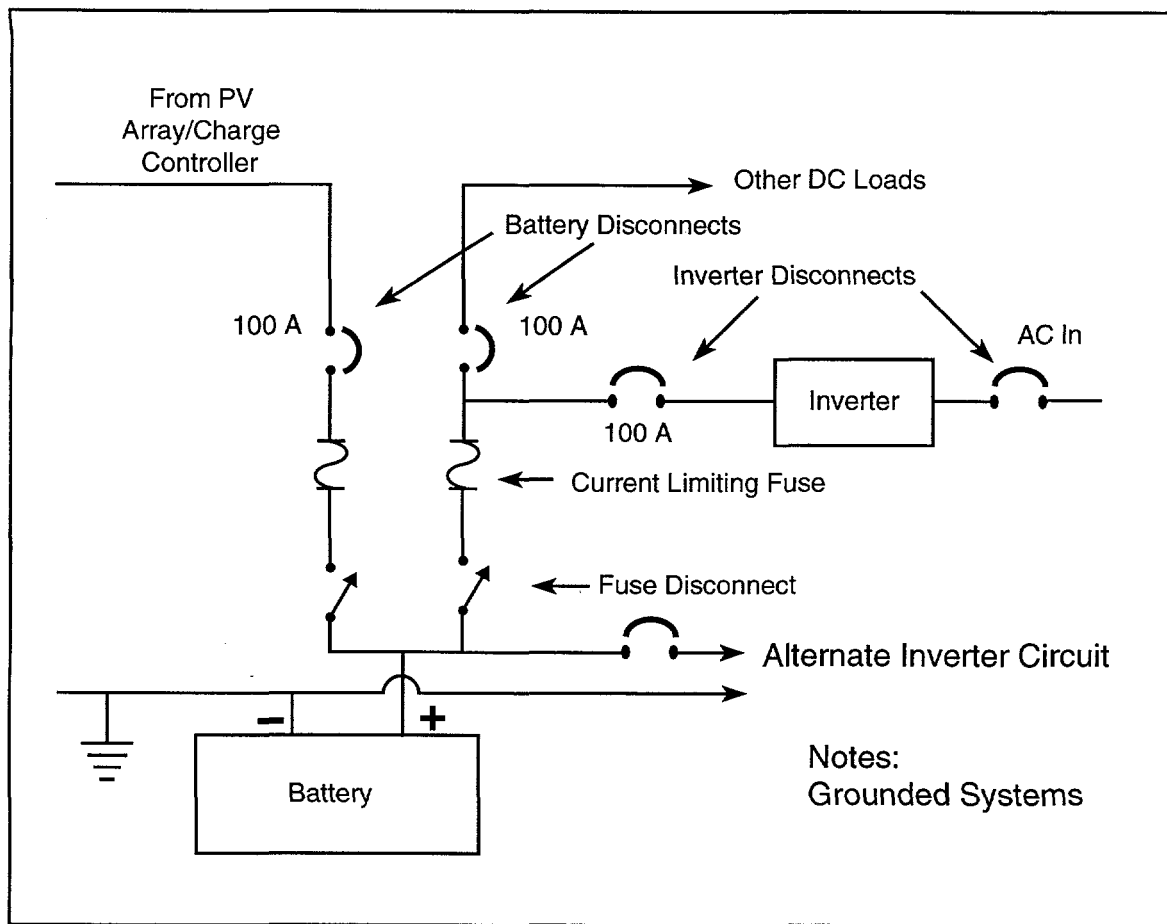 From PV
Array/Charge
Controller
Other DC Loads
Battery Disconnects
Inverter Disconnects
100 A
100 A
AC In
Inverter
100 A
Current Limiting Fuse
Fuse Disconnect
Alternate Inverter Circuit
− +
Battery
Notes:
Grounded Systems